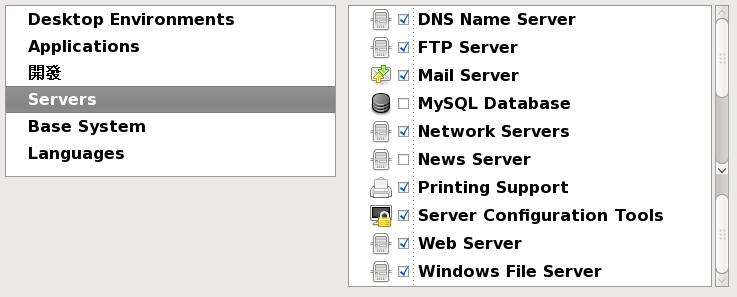 Desktop Environments
Applications
開發
Servers
Base System
Languages
DNS Name Server
FTP Server
Mail Server
MySQL Database
Network Servers
News Server
Printing Support
Server Configuration Tools
Web Server
Windows File Server